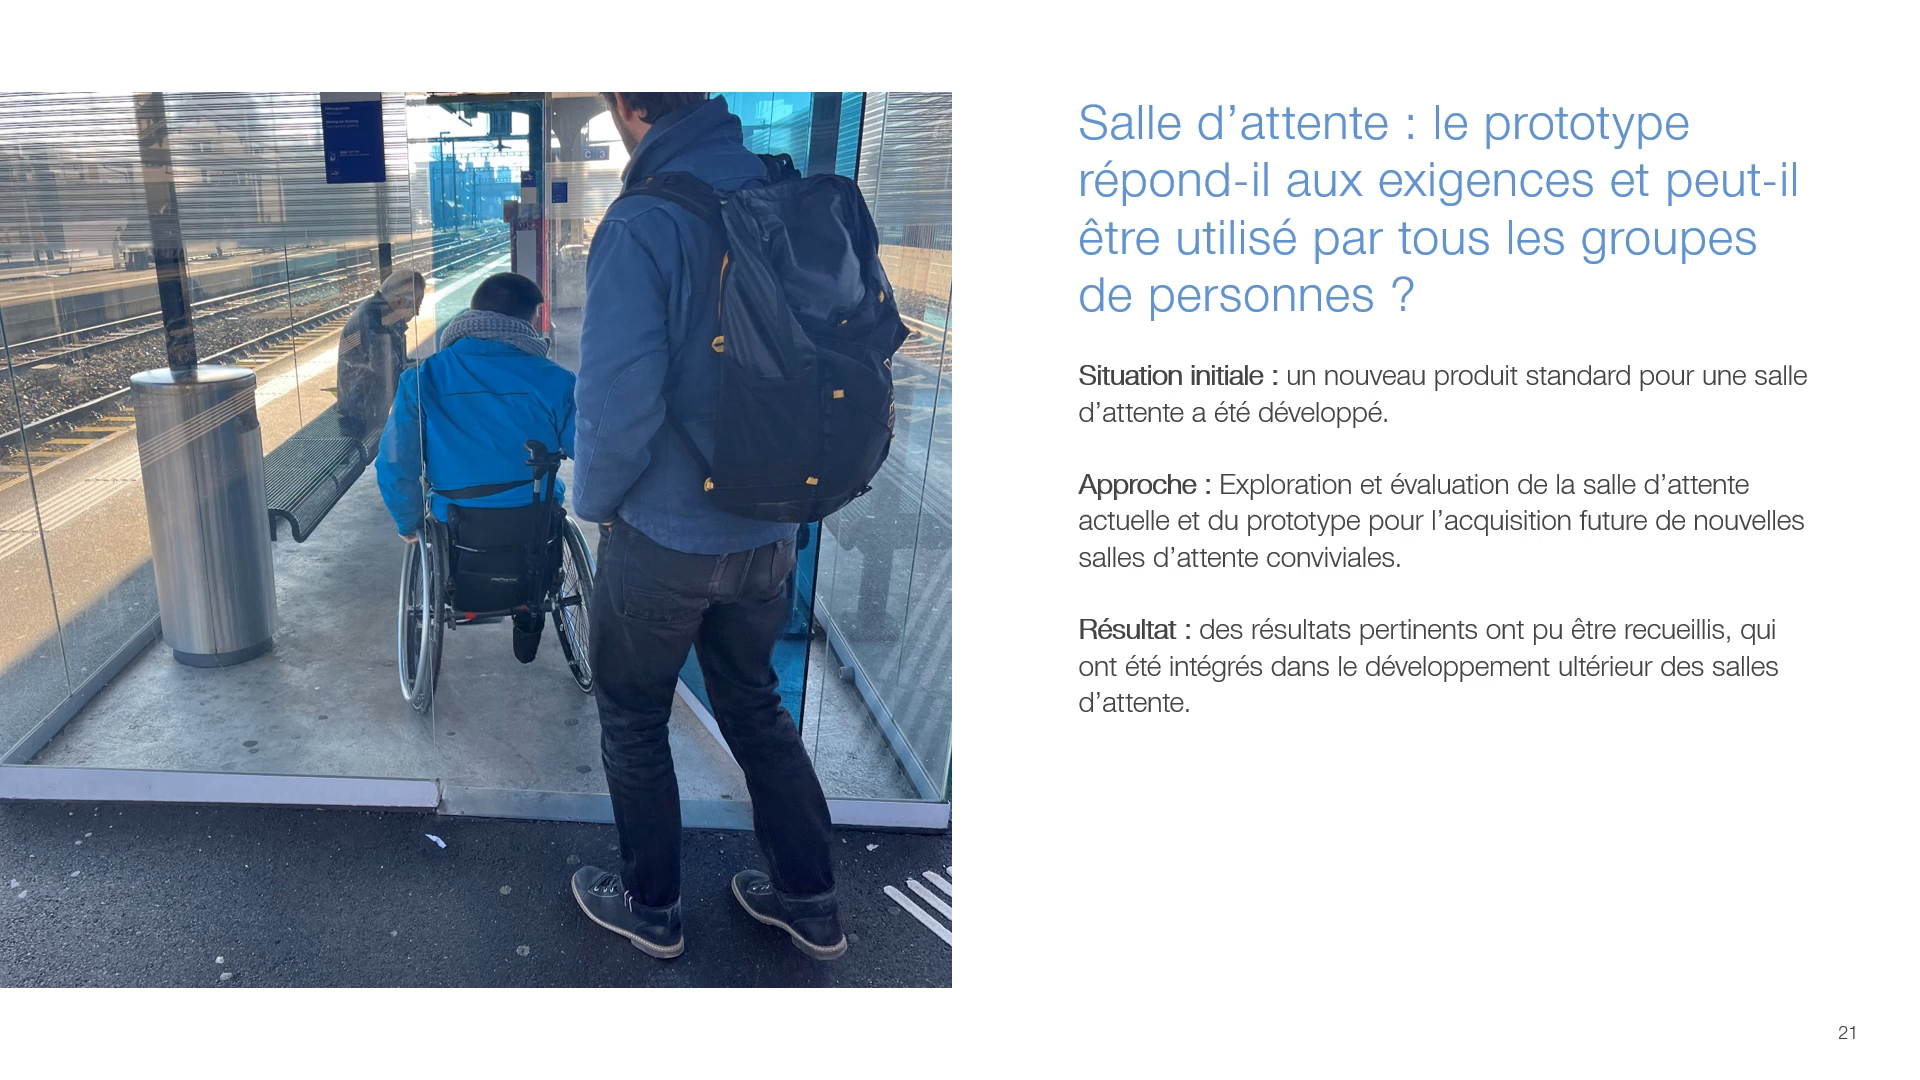 Salle d’attente : le prototype
répond-il aux exigences et peut-il
être utilisé par tous les groupes
de personnes ?
Situation initiale : un nouveau produit standard pour une salle
d’attente a été développé.
Approche : Exploration et évaluation de la salle d’attente
actuelle et du prototype pour l’acquisition future de nouvelles
salles d’attente conviviales.
Résultat : des résultats pertinents ont pu être recueillis, qui
ont été intégrés dans le développement ultérieur des salles
d’attente.
21